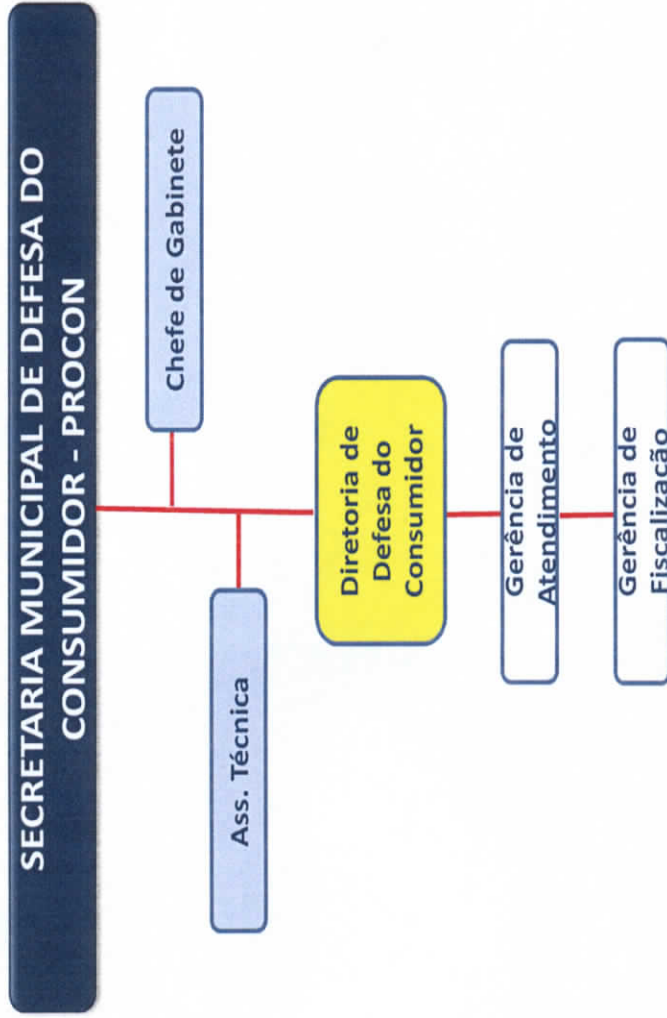 SECRETARIA MUNICIPAL DE DEFESA DO
CONSUMIDOR - PROCON
Chefe de Gabinete
Ass. Técnica
Diretoria de
Defesa do
Consumidor
Gerência de
Atendimento
Gerência de
Fiscalização